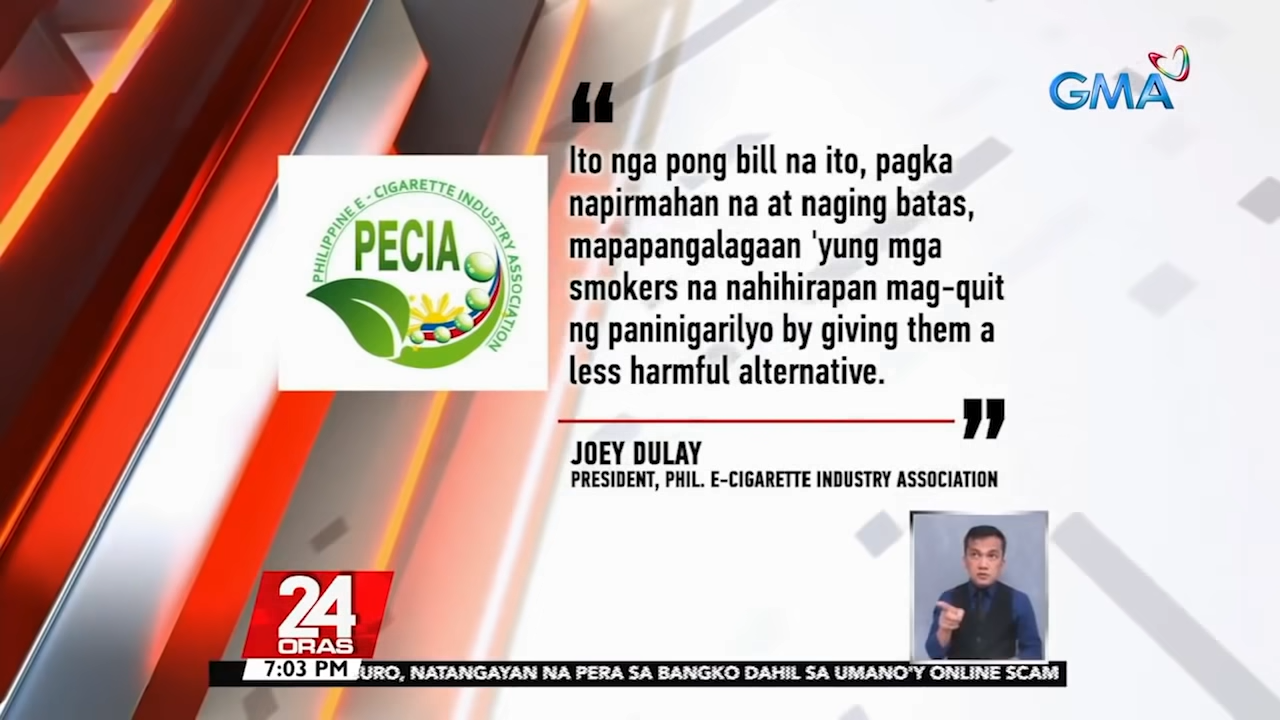 GMA
PHILIPPINE E - CIGARETTE INDUSTRY ASSOCIATION
PECIA
“
Ito nga pong bill na ito, pagka
napirmahan na at naging batas,
mapapangalagaan 'yung mga
smokers na nahihirapan mag-quit
ng paninigarilyo by giving them a
less harmful alternative.
”
JOEY DULAY
PRESIDENT, PHIL. E-CIGARETTE INDUSTRY ASSOCIATION
24
ORAS
7:03 PM
NATANGAYAN NA PERA SA BANGKO DAHIL SA UMANO'Y ONLINE SCAM